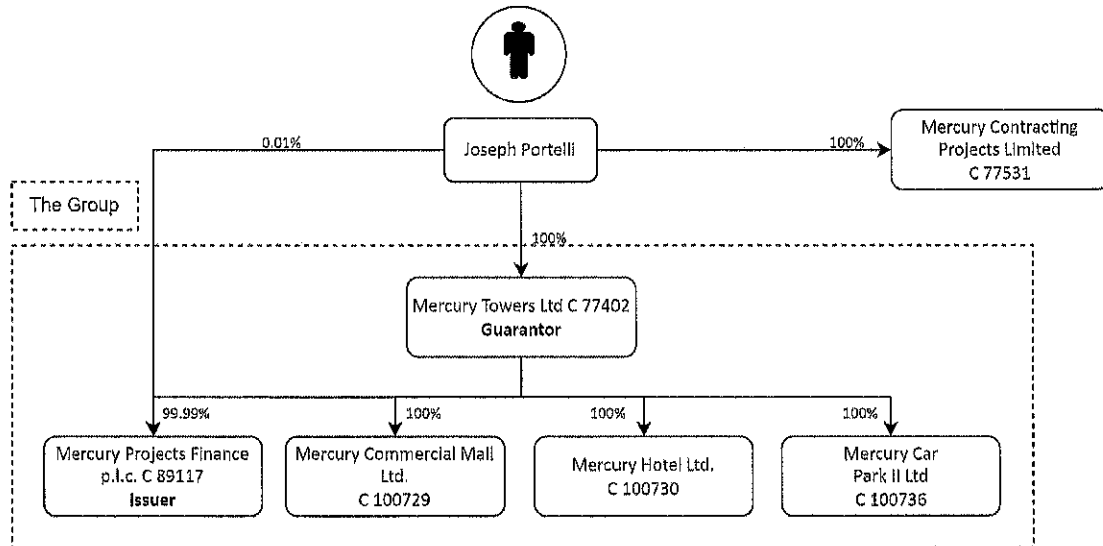 0.01%
Joseph Portelli
100%
Mercury Contracting
Projects Limited
C 77531
The Group
100%
Mercury Towers Ltd C 77402
Guarantor
99.99%
100%
100%
100%
Mercury Projects Finance
p.l.c. C 89117
Issuer
Mercury Commercial Mall
Ltd.
C 100729
Mercury Hotel Ltd.
C 100730
Mercury Car
Park II Ltd
C 100736